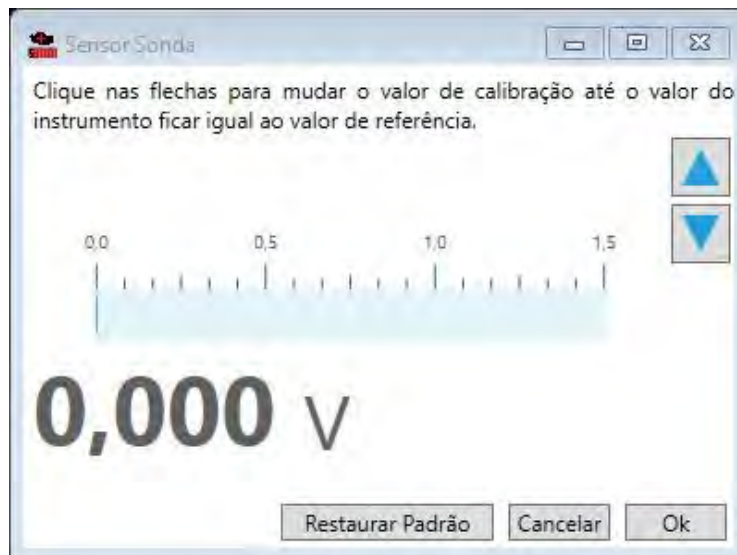 Sensor Sonda
Clique nas flechas para mudar o valor de calibração até o valor do
instrumento ficar igual ao valor de referência.
0,0 0,5 1,0 1,5
0,000 V
Restaurar Padrão Cancelar Ok